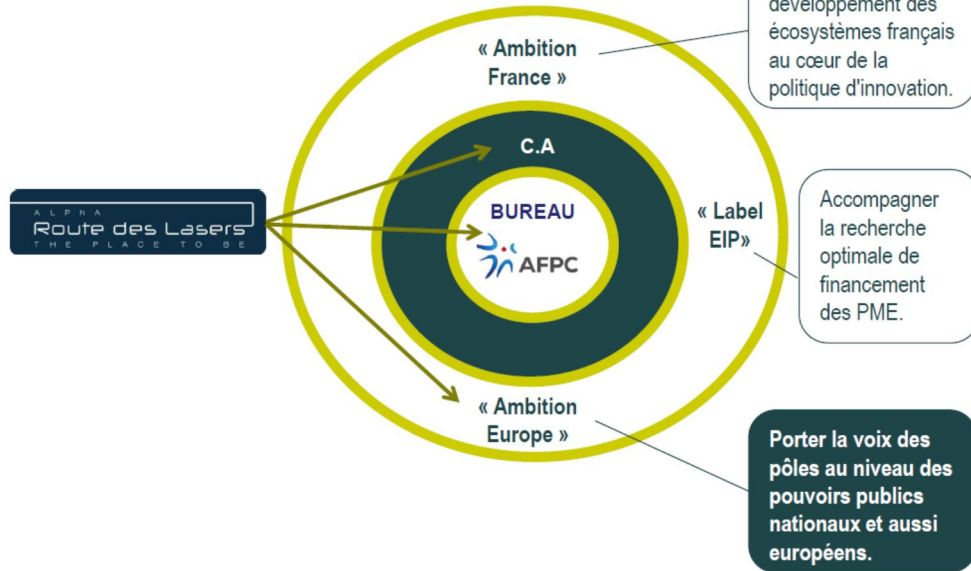 développement des
écosystèmes français
au cœur de la
politique d'innovation.
« Ambition
France »
C.A
ALPhA
Route des Lasers
THE PLACE TO BE
BUREAU
AFPC
« Label
EIP»
Accompagner
la recherche
optimale de
financement
des PME.
« Ambition
Europe »
Porter la voix des
pôles au niveau des
pouvoirs publics
nationaux et aussi
européens.